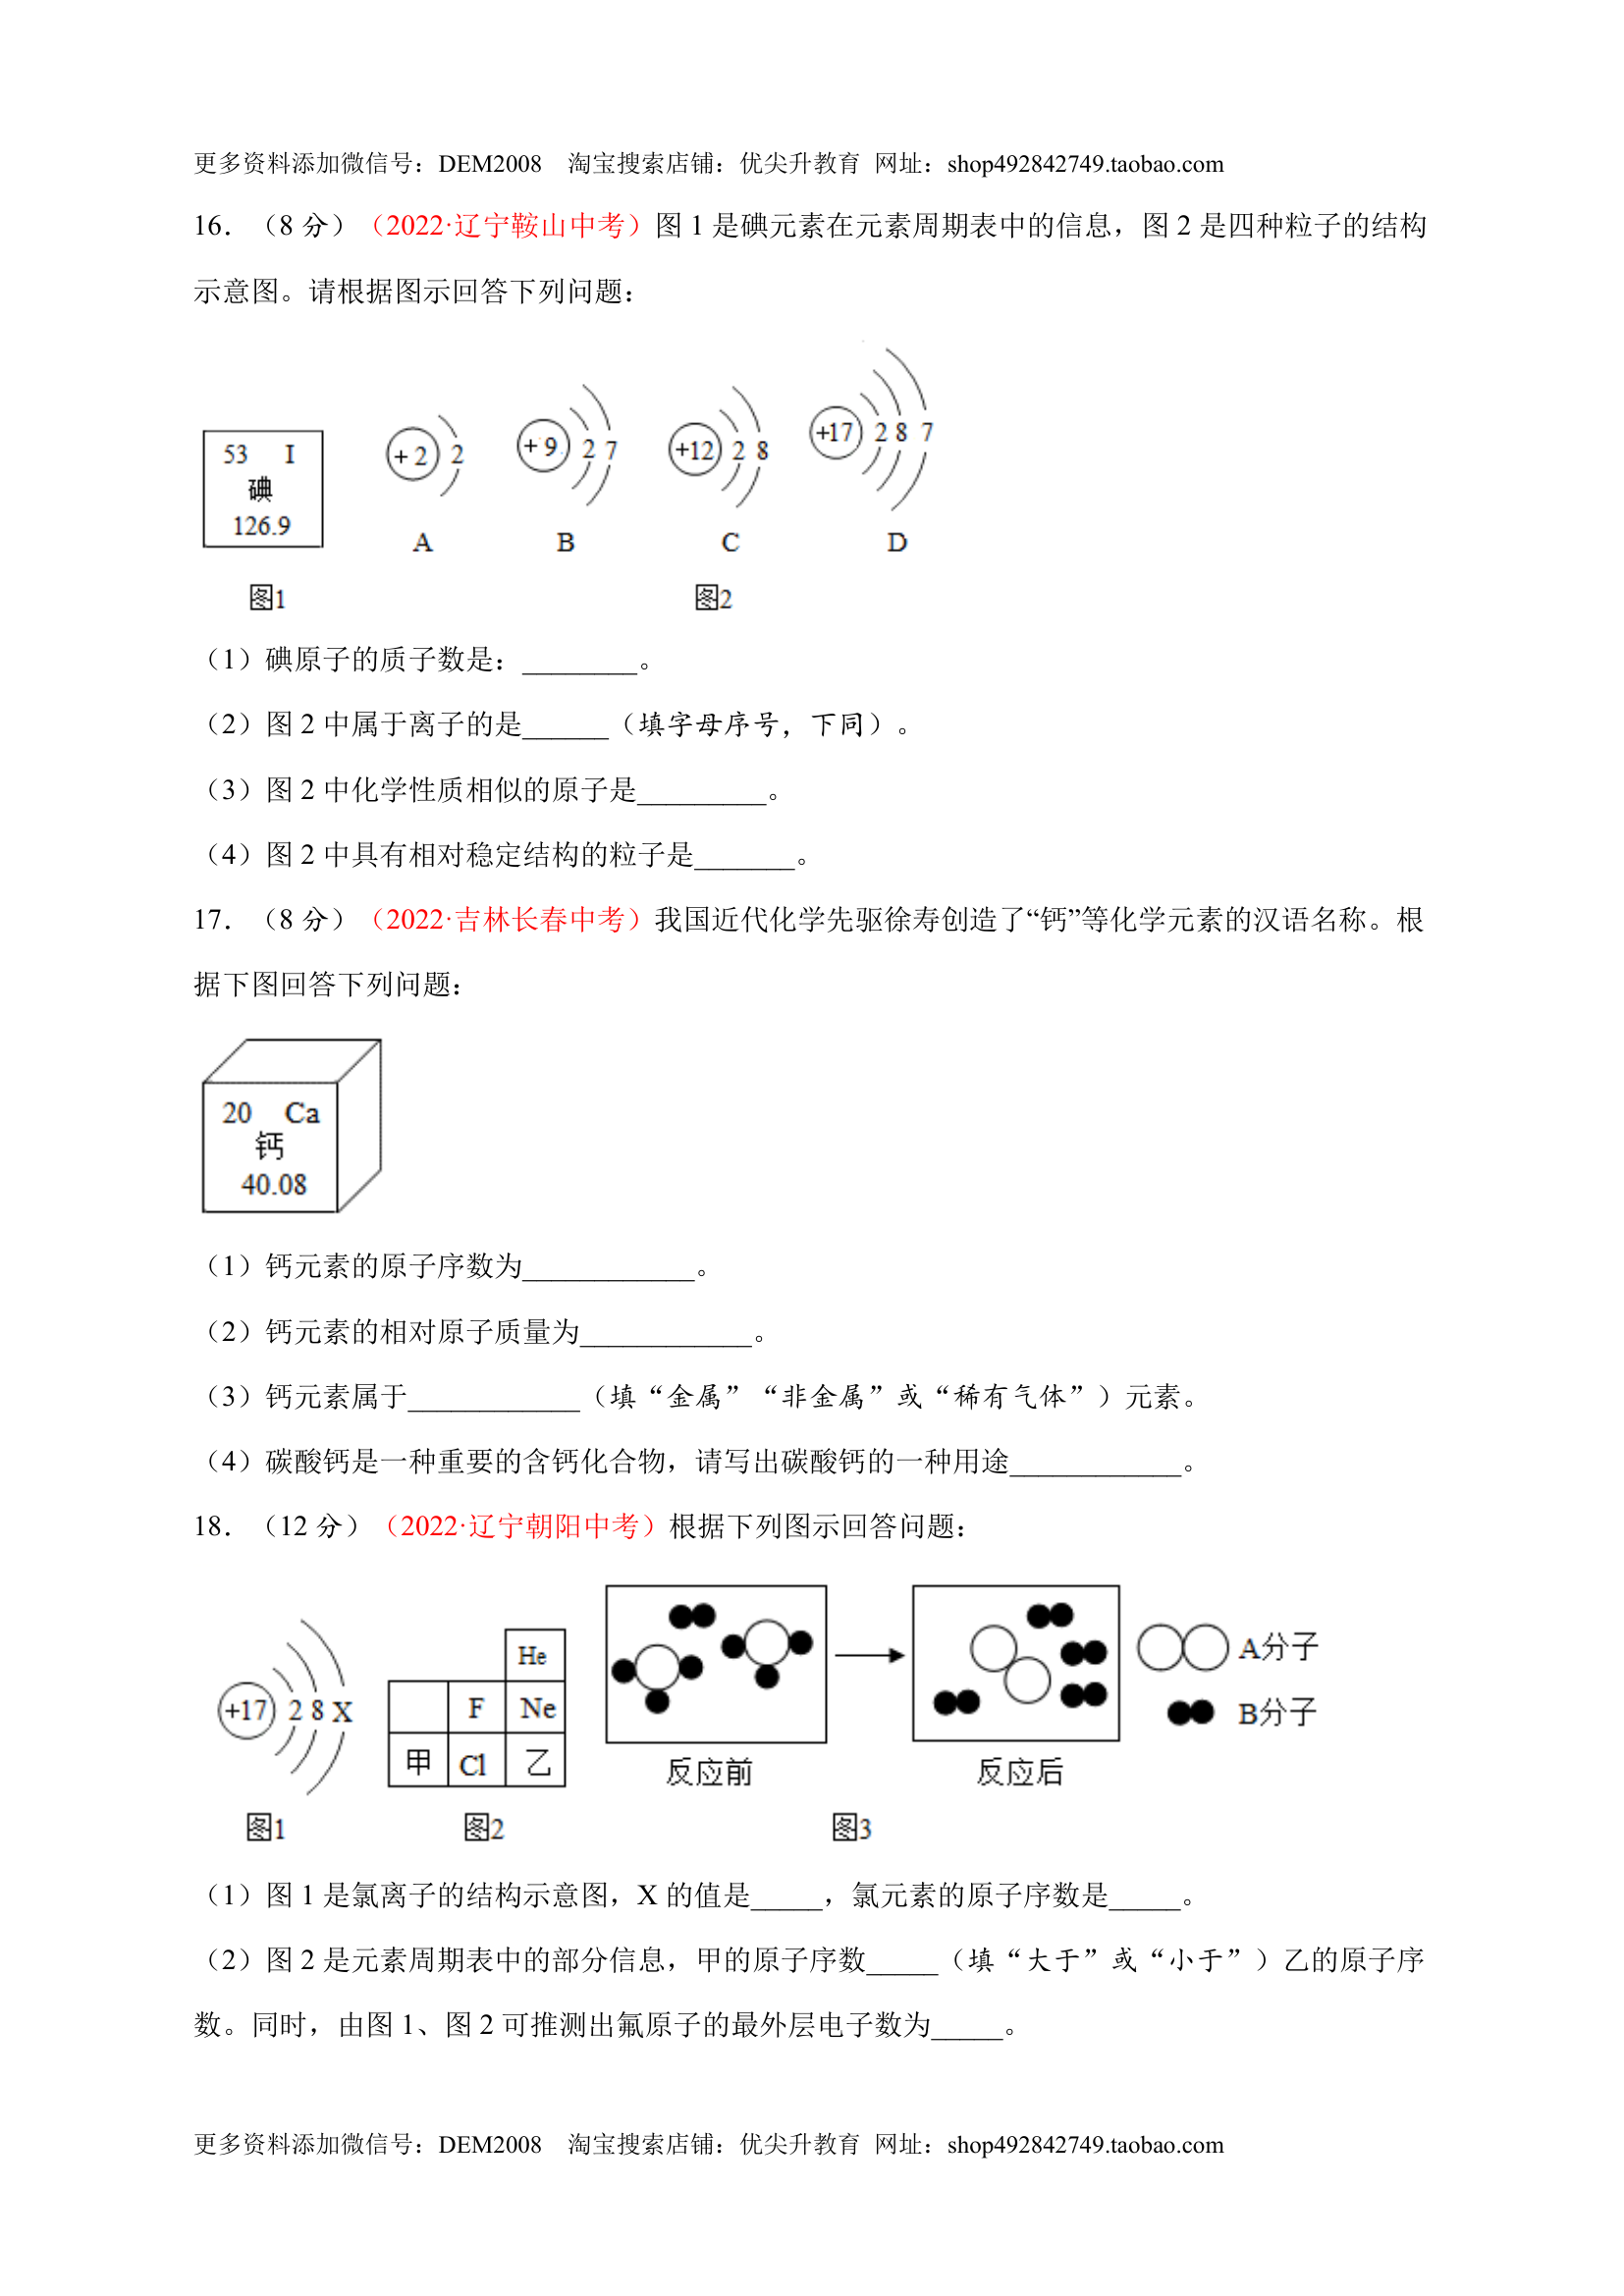 更多资料添加微信号：DEM2008 淘宝搜索店铺：优尖升教育 网址：shop492842749.taobao.com
16．（8 分）（2022·辽宁鞍山中考）图 1 是碘元素在元素周期表中的信息，图 2 是四种粒子的结构
示意图。请根据图示回答下列问题：
53 I
碘
126.9
+2 2
+9 2 7
+12 2 8
+17 2 8 7
A B C D
图1 图2
（1）碘原子的质子数是：________。
（2）图 2 中属于离子的是______（填字母序号，下同）。
（3）图 2 中化学性质相似的原子是_________。
（4）图 2 中具有相对稳定结构的粒子是_______。
17．（8 分）（2022·吉林长春中考）我国近代化学先驱徐寿创造了“钙”等化学元素的汉语名称。根
据下图回答下列问题：
20 Ca
钙
40.08
（1）钙元素的原子序数为____________。
（2）钙元素的相对原子质量为____________。
（3）钙元素属于____________（填“金属”“非金属”或“稀有气体”）元素。
（4）碳酸钙是一种重要的含钙化合物，请写出碳酸钙的一种用途____________。
18．（12 分）（2022·辽宁朝阳中考）根据下列图示回答问题：
+17 2 8 X
He
F Ne
甲 Cl 乙
A分子
B分子
反应前 反应后
图1 图2 图3
（1）图 1 是氯离子的结构示意图，X 的值是_____，氯元素的原子序数是_____。
（2）图 2 是元素周期表中的部分信息，甲的原子序数_____（填“大于”或“小于”）乙的原子序
数。同时，由图 1、图 2 可推测出氟原子的最外层电子数为_____。
更多资料添加微信号：DEM2008 淘宝搜索店铺：优尖升教育 网址：shop492842749.taobao.com